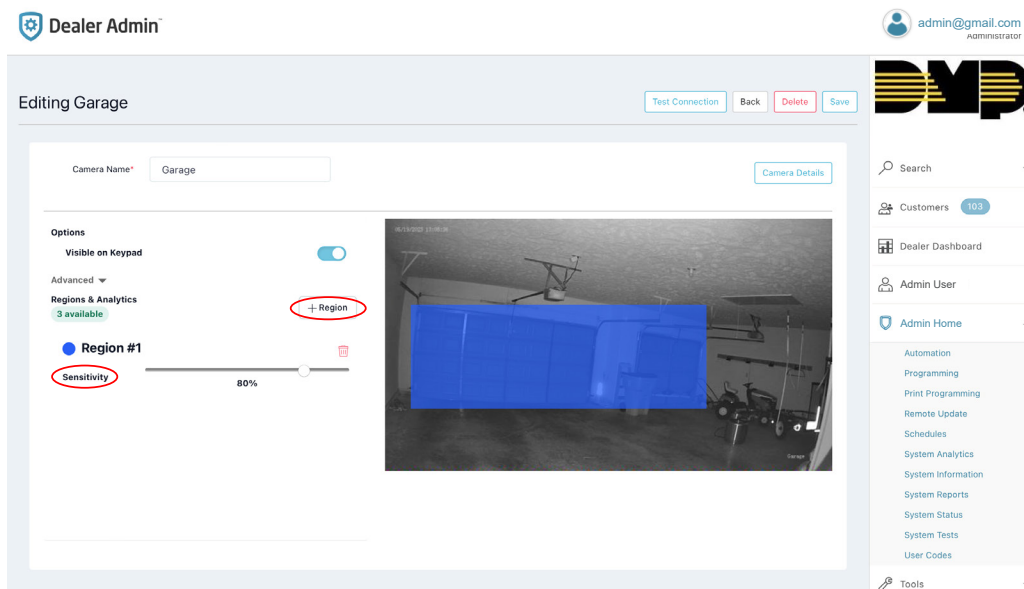 Dealer Admin™
admin@gmail.com
Administrator
DMP
Editing Garage
Test Connection
Back
Delete
Save
Camera Name*
Garage
Camera Details
Options
Visible on Keypad
Advanced
Regions & Analytics
3 available
+ Region
Region #1
Sensitivity
80%
Garage
Search
Customers 103
Dealer Dashboard
Admin User
Admin Home
Automation
Programming
Print Programming
Remote Update
Schedules
System Analytics
System Information
System Reports
System Status
System Tests
User Codes
Tools